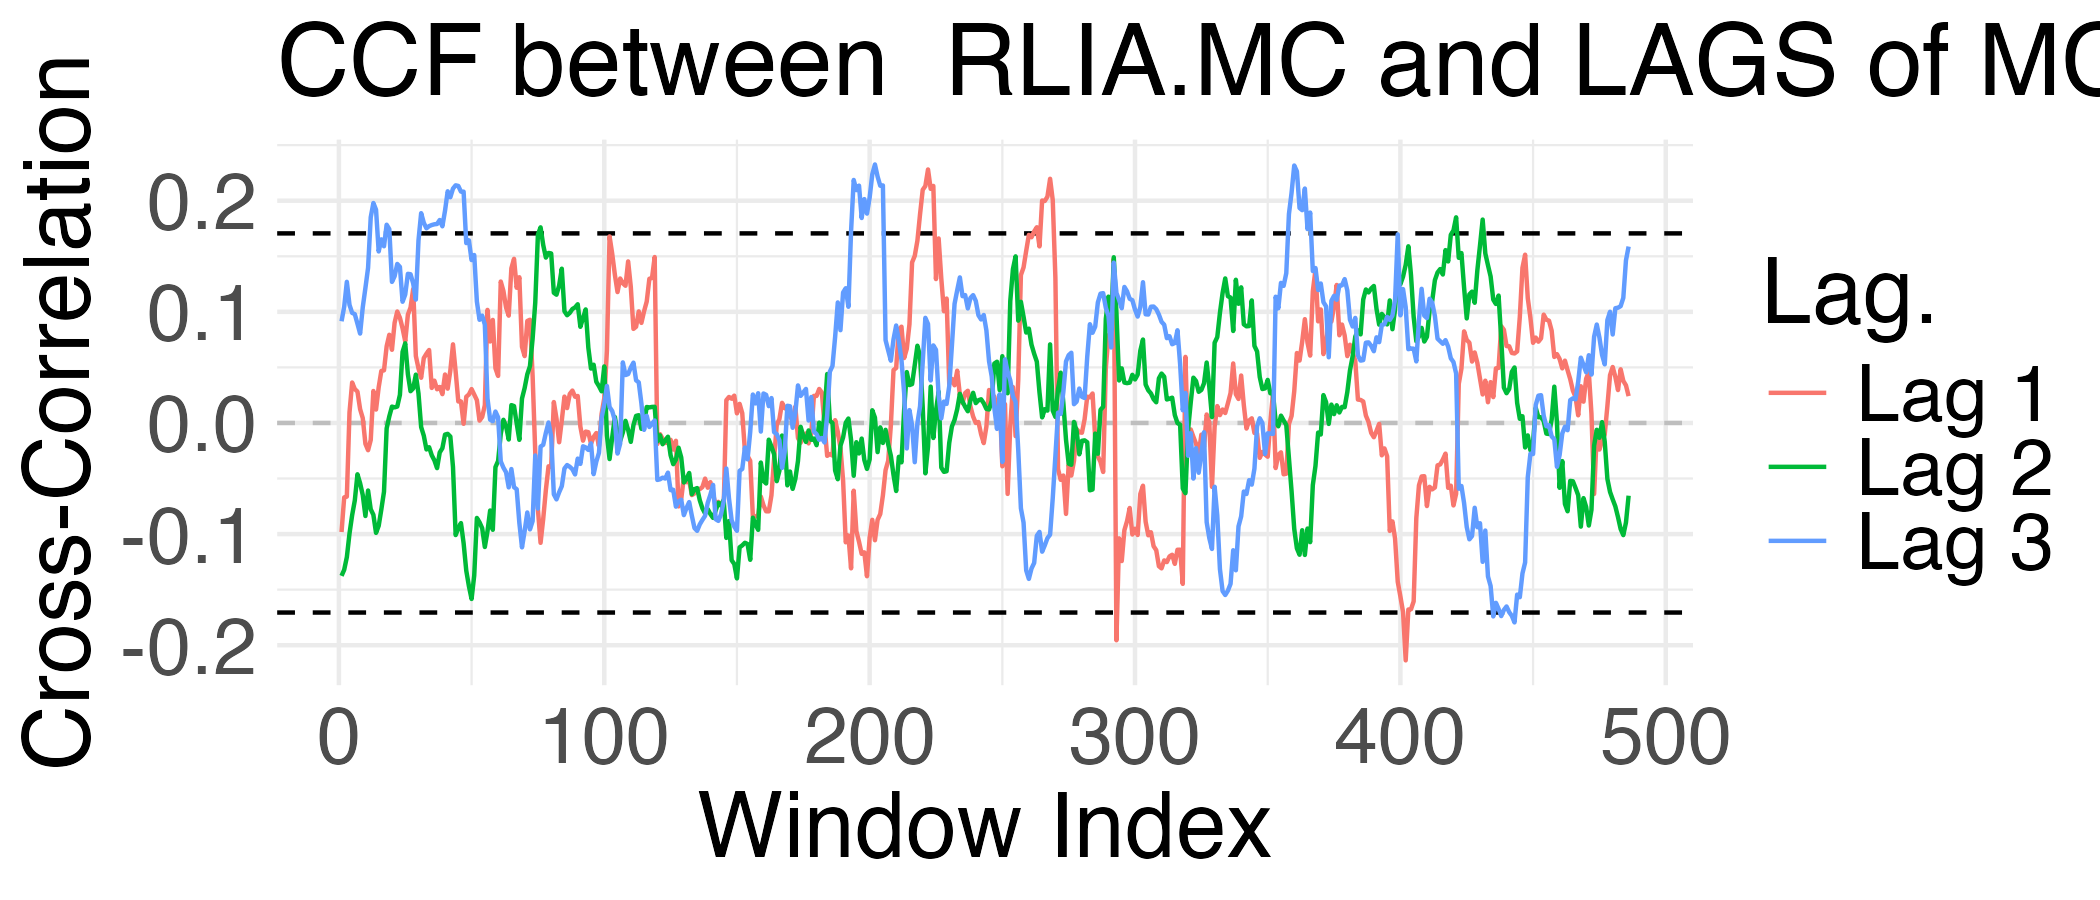 CCF between  RLIA.MC and LAGS of MC
Cross-Correlation
0.2
0.1
0.0
-0.1
-0.2
0 100 200 300 400 500
Window Index
Lag.
Lag 1
Lag 2
Lag 3